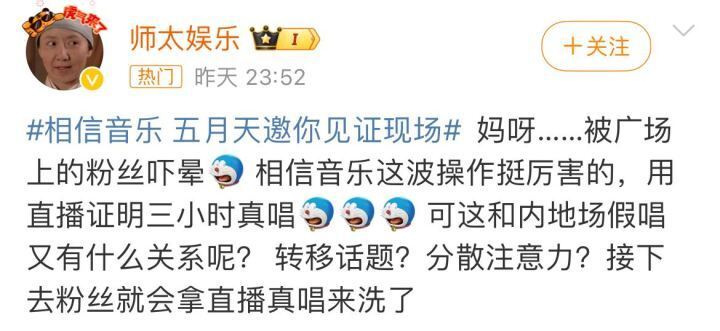 虎气来了
师太娱乐 I
+关注
热门 昨天 23:52
#相信音乐 五月天邀你见证现场# 妈呀......被广场
上的粉丝吓晕 相信音乐这波操作挺厉害的，用
直播证明三小时真唱 可这和内地场假唱
又有什么关系呢？ 转移话题？分散注意力？接下
去粉丝就会拿直播真唱来洗了